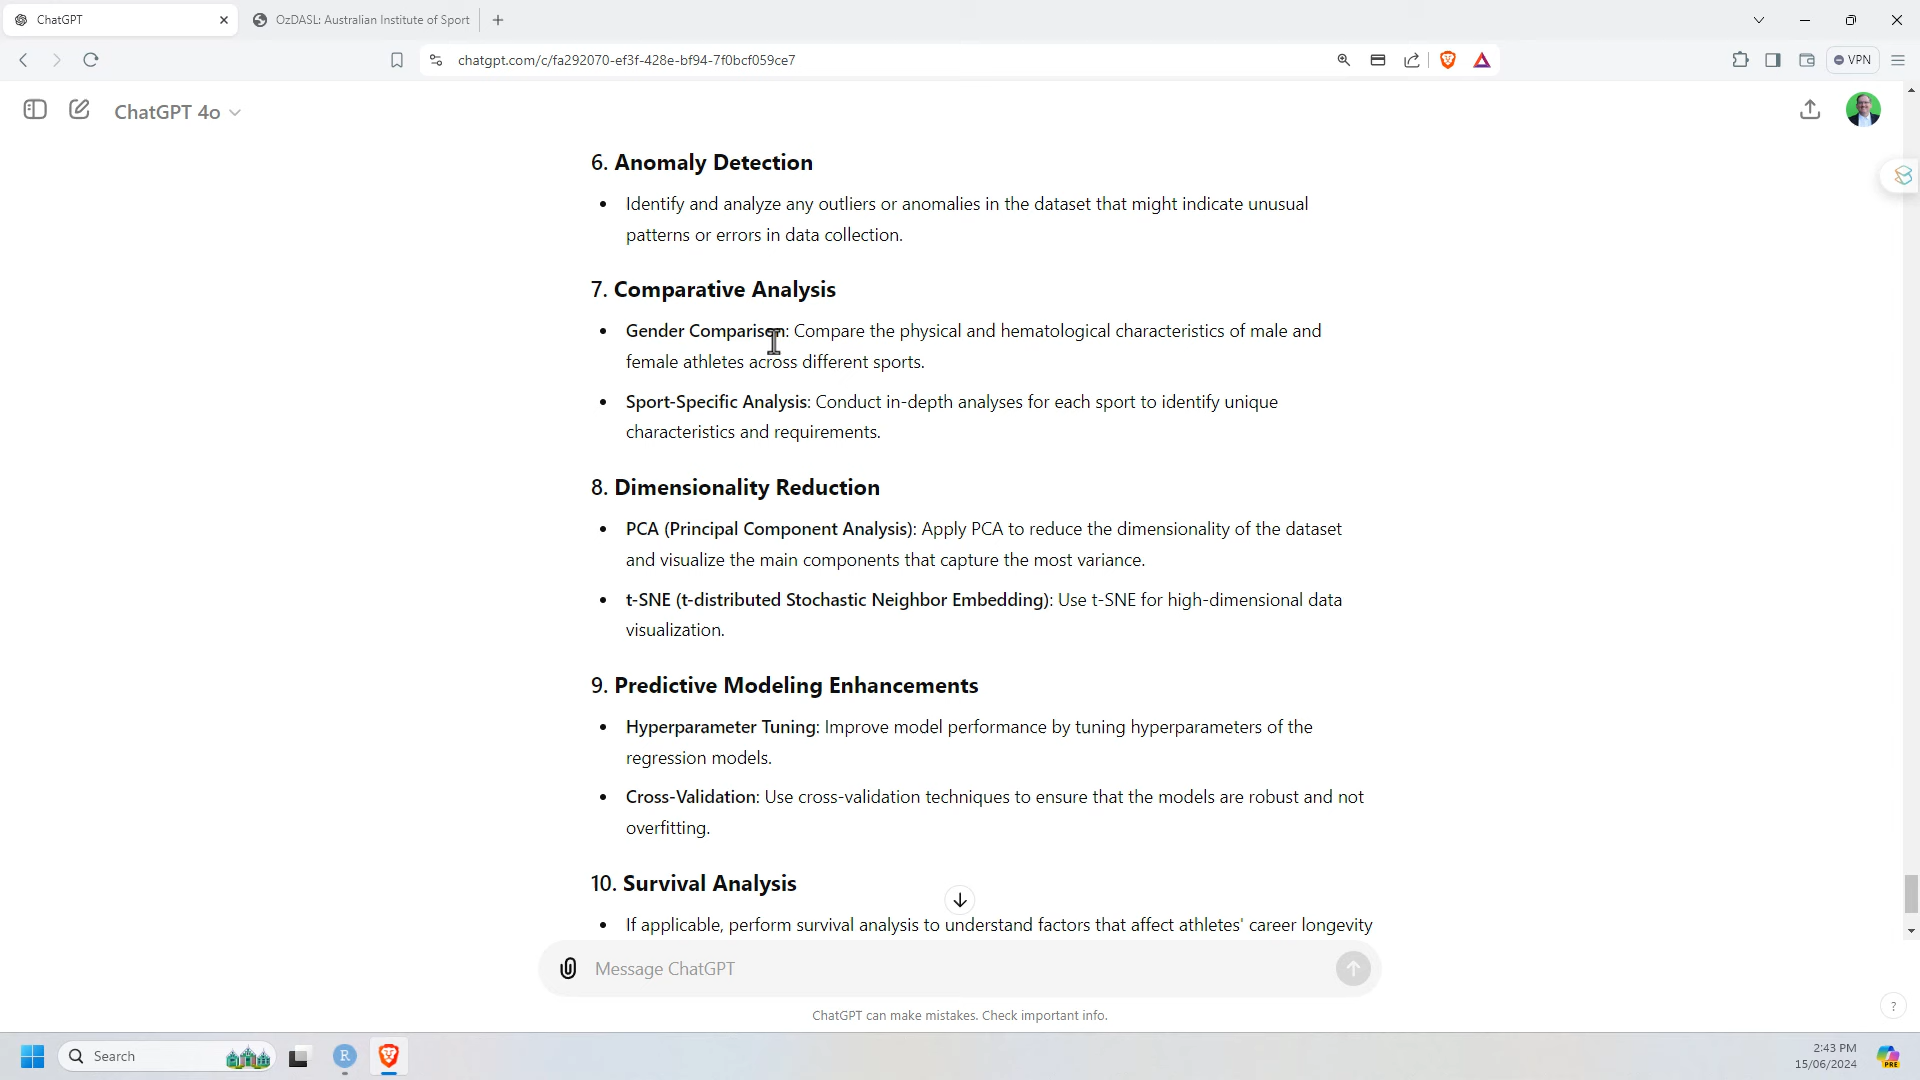 ChatGPT
OzDASL: Australian Institute of Sport
chatgpt.com/c/fa292070-ef3f-428e-bf94-7f0bcf059ce7
VPN
ChatGPT 4o
6. Anomaly Detection
• Identify and analyze any outliers or anomalies in the dataset that might indicate unusual
patterns or errors in data collection.
7. Comparative Analysis
• Gender Comparison: Compare the physical and hematological characteristics of male and
female athletes across different sports.
• Sport-Specific Analysis: Conduct in-depth analyses for each sport to identify unique
characteristics and requirements.
8. Dimensionality Reduction
• PCA (Principal Component Analysis): Apply PCA to reduce the dimensionality of the dataset
and visualize the main components that capture the most variance.
• t-SNE (t-distributed Stochastic Neighbor Embedding): Use t-SNE for high-dimensional data
visualization.
9. Predictive Modeling Enhancements
• Hyperparameter Tuning: Improve model performance by tuning hyperparameters of the
regression models.
• Cross-Validation: Use cross-validation techniques to ensure that the models are robust and not
overfitting.
10. Survival Analysis
• If applicable, perform survival analysis to understand factors that affect athletes' career longevity
Message ChatGPT
ChatGPT can make mistakes. Check important info.
?
Search
R
2:43 PM
15/06/2024
PRE